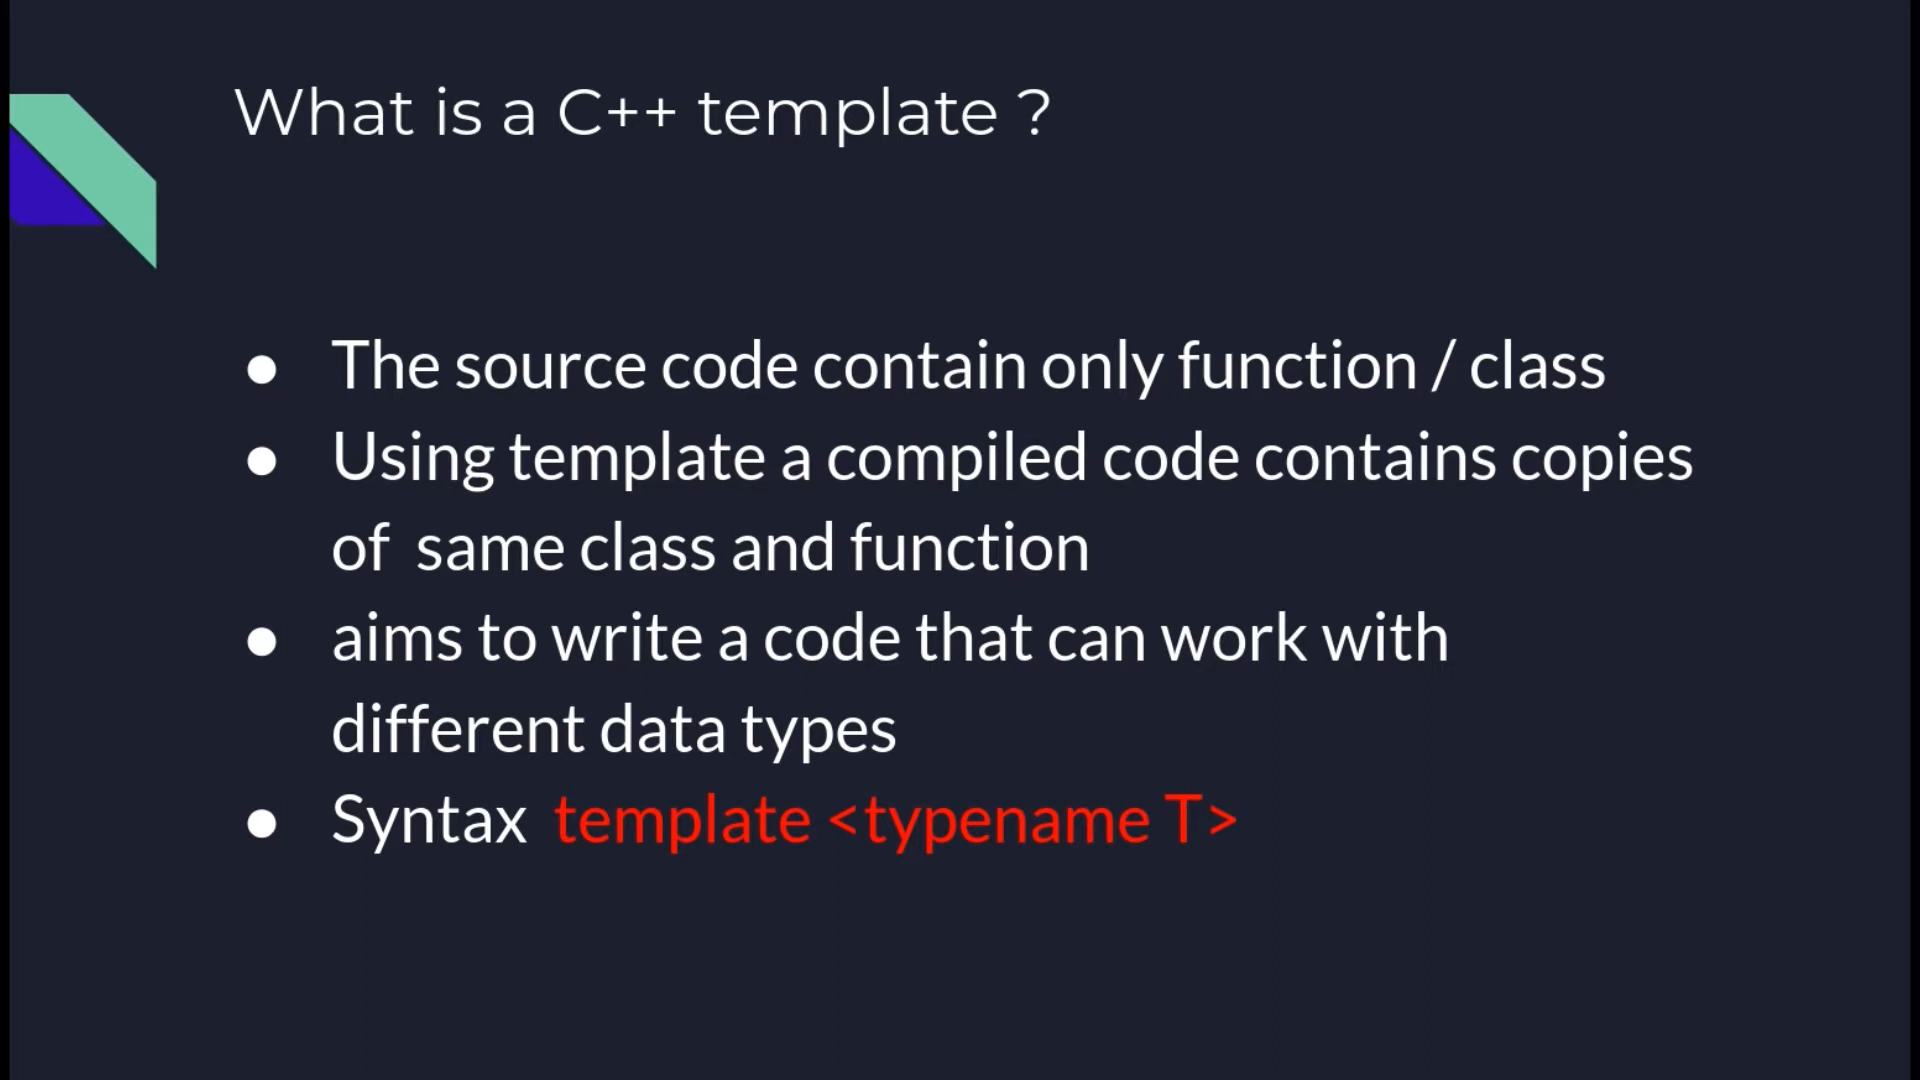 What is a C++ template ?
● The source code contain only function / class
● Using template a compiled code contains copies
of  same class and function
● aims to write a code that can work with
different data types
● Syntax  template <typename T>